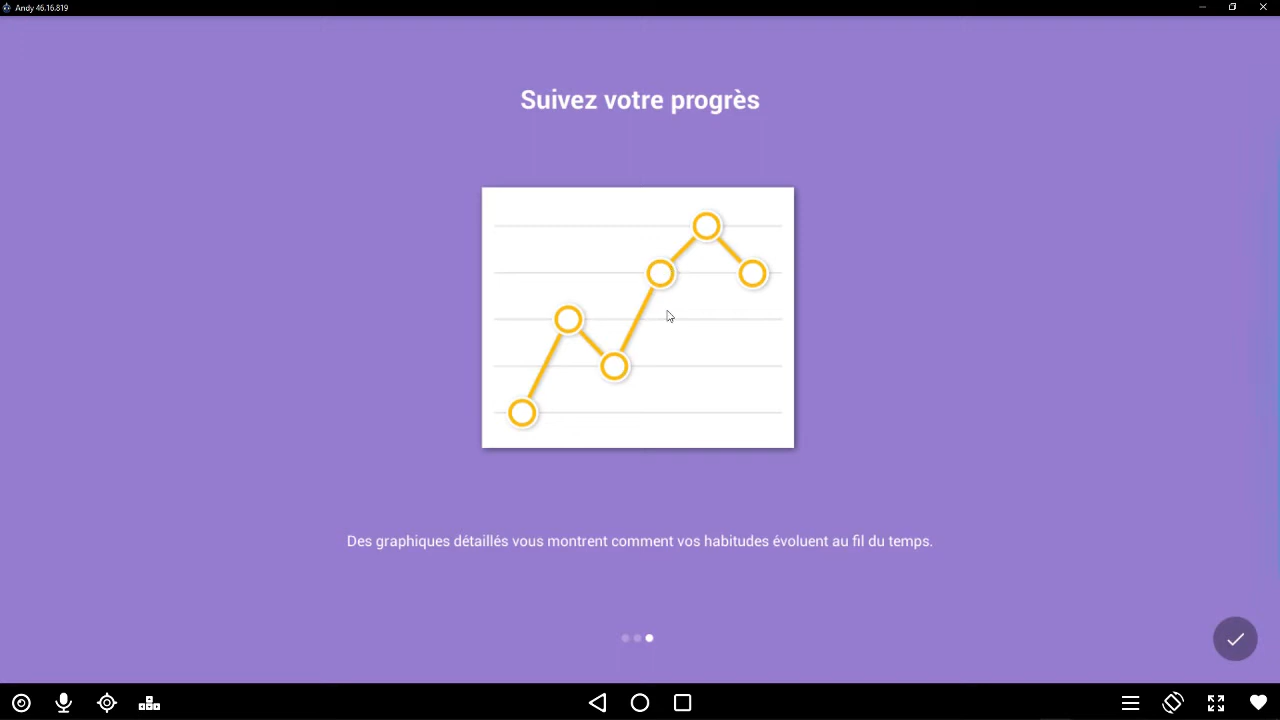 Andy 46.16.819
Suivez votre progrès
Des graphiques détaillés vous montrent comment vos habitudes évoluent au fil du temps.